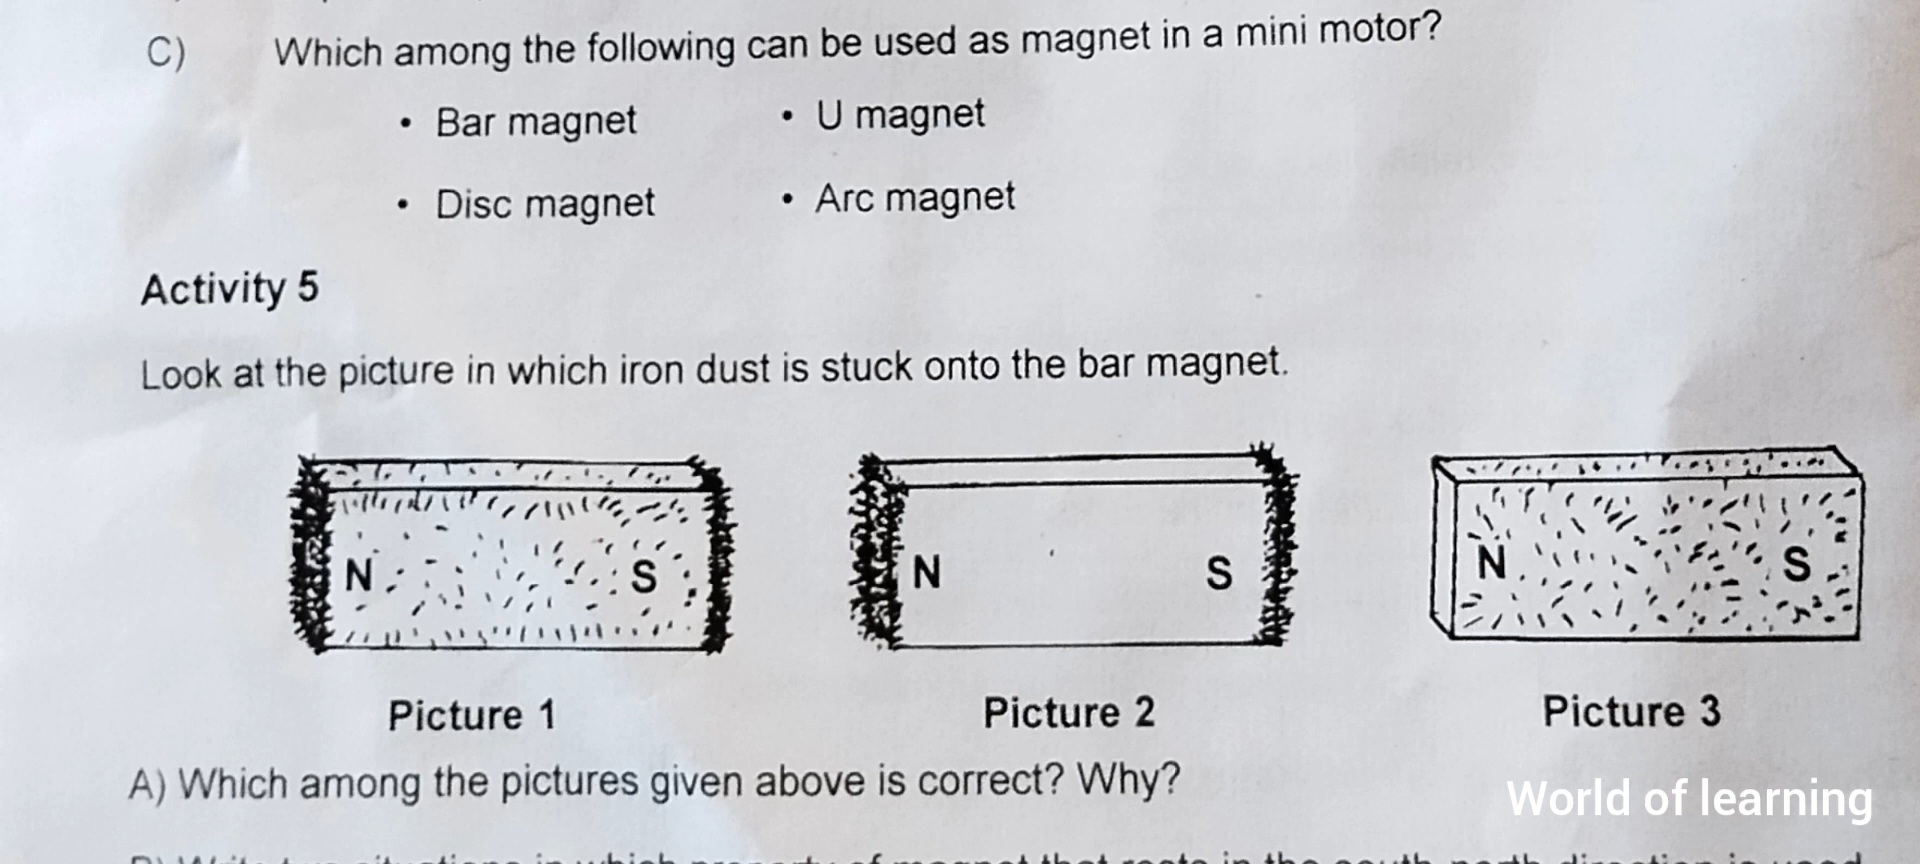 C) Which among the following can be used as magnet in a mini motor?
• Bar magnet • U magnet
• Disc magnet • Arc magnet
Activity 5
Look at the picture in which iron dust is stuck onto the bar magnet.
N S N S N S
Picture 1 Picture 2 Picture 3
A) Which among the pictures given above is correct? Why?
World of learning